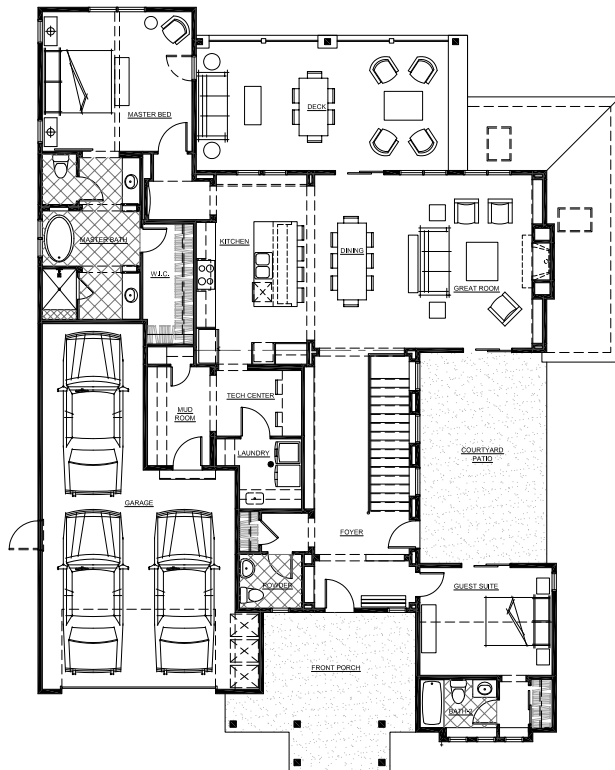 MASTER BED
DECK
MASTER BATH
KITCHEN
DINING
W.I.C.
GREAT ROOM
TECH CENTER
MUD
ROOM
LAUNDRY
COURTYARD
PATIO
GARAGE
FOYER
POWDER
GUEST SUITE
FRONT PORCH
BATH 2